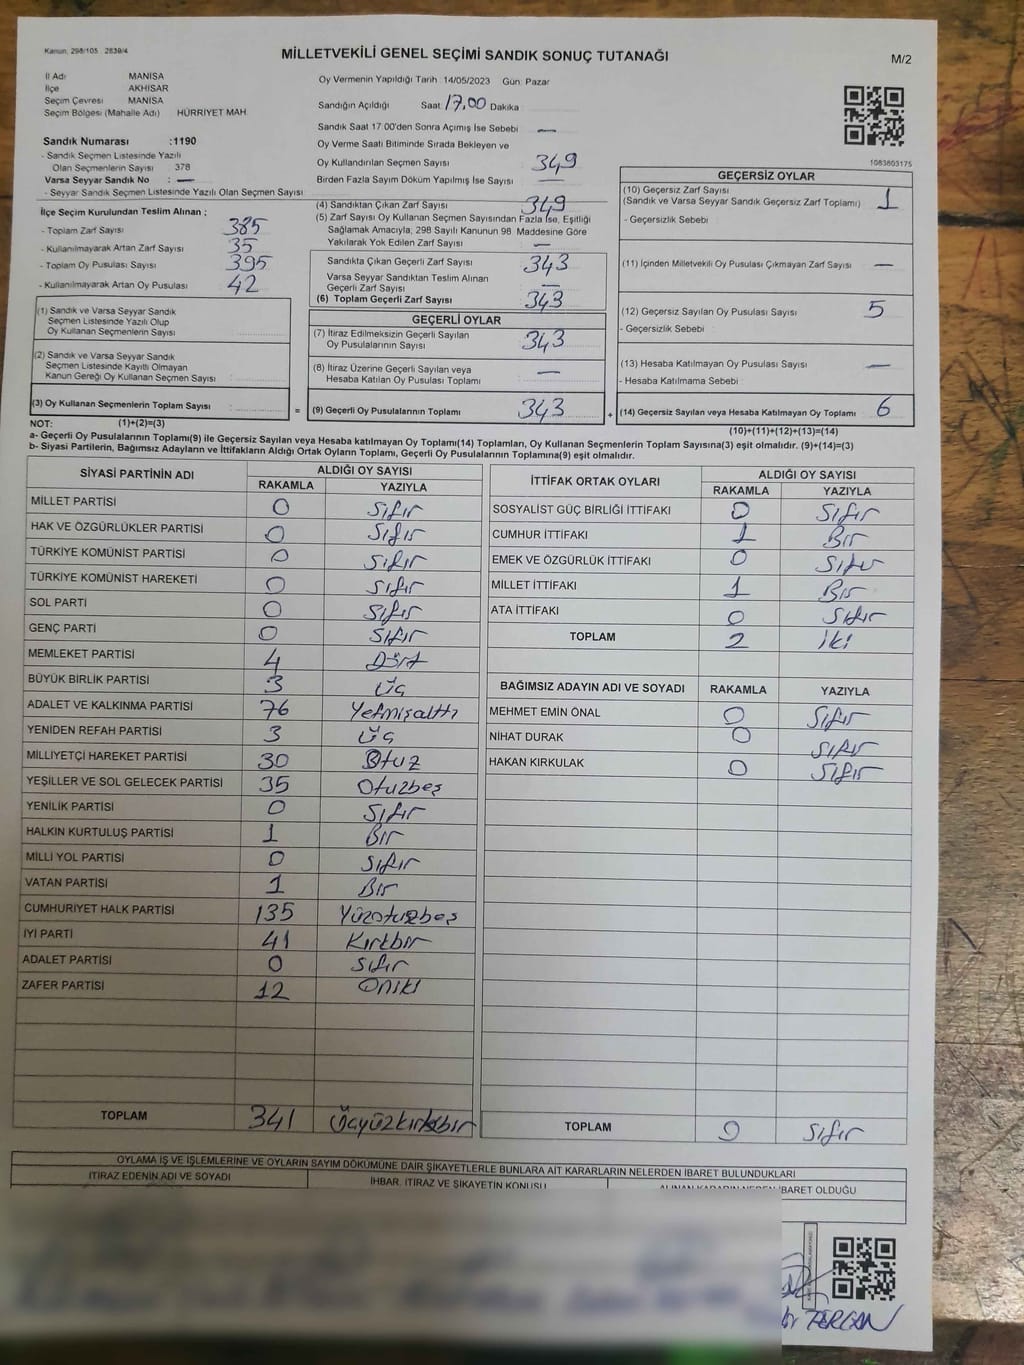 Kanun, 298/105 2839/4
MİLLETVEKİLİ GENEL SEÇİMİ SANDIK SONUÇ TUTANAĞI
M/2
İl Adı MANİSA
İlçe AKHİSAR
Seçim Çevresi MANİSA
Seçim Bölgesi (Mahalle Adı) HÜRRİYET MAH
Oy Vermenin Yapıldığı Tarih 14/05/2023 Gün: Pazar
Sandığın Açıldığı Saat 17,00 Dakika
Sandık Saat 17:00'den Sonra Açımış İse Sebebi —
Oy Verme Saati Bitiminde Sırada Bekleyen ve
Oy Kullandırılan Seçmen Sayısı 349
Birden Fazla Sayım Döküm Yapılmış İse Sayısı —
1083803175
Sandık Numarası :1190
- Sandık Seçmen Listesinde Yazılı
Olan Seçmenlerin Sayısı 378
Varsa Seyyar Sandık No : —
- Seyyar Sandık Seçmen Listesinde Yazılı Olan Seçmen Sayısı
İlçe Seçim Kurulundan Teslim Alınan ;
- Toplam Zarf Sayısı 385
- Kullanılmayarak Artan Zarf Sayısı 35
- Toplam Oy Pusulası Sayısı 395
- Kullanılmayarak Artan Oy Pusulası 42
(4) Sandıktan Çıkan Zarf Sayısı 349
(5) Zarf Sayısı Oy Kullanan Seçmen Sayısından Fazla İse, Eşitliği
Sağlamak Amacıyla; 298 Sayılı Kanunun 98. Maddesine Göre
Yakılarak Yok Edilen Zarf Sayısı —
Sandıkta Çıkan Geçerli Zarf Sayısı 343
Varsa Seyyar Sandıktan Teslim Alınan
Geçerli Zarf Sayısı —
(6) Toplam Geçerli Zarf Sayısı 343
GEÇERLİ OYLAR
(7) İtiraz Edilmeksizin Geçerli Sayılan
Oy Pusulalarının Sayısı 343
(8) İtiraz Üzerine Geçerli Sayılan veya
Hesaba Katılan Oy Pusulası Toplamı —
(9) Geçerli Oy Pusulalarının Toplamı 343
GEÇERSİZ OYLAR
(10) Geçersiz Zarf Sayısı
(Sandık ve Varsa Seyyar Sandık Geçersiz Zarf Toplamı) 1
- Geçersizlik Sebebi :
(11) İçinden Milletvekili Oy Pusulası Çıkmayan Zarf Sayısı —
(12) Geçersiz Sayılan Oy Pusulası Sayısı 5
- Geçersizlik Sebebi :
(13) Hesaba Katılmayan Oy Pusulası Sayısı —
- Hesaba Katılmama Sebebi :
+ (14) Geçersiz Sayılan veya Hesaba Katılmayan Oy Toplamı 6
(10)+(11)+(12)+(13)=(14)
(1) Sandık ve Varsa Seyyar Sandık
Seçmen Listesinde Yazılı Olup
Oy Kullanan Seçmenlerin Sayısı :
(2) Sandık ve Varsa Seyyar Sandık
Seçmen Listesinde Kayıtlı Olmayan
Kanun Gereği Oy Kullanan Seçmen Sayısı :
(3) Oy Kullanan Seçmenlerin Toplam Sayısı : =
NOT: (1)+(2)=(3)
a- Geçerli Oy Pusulalarının Toplamı(9) ile Geçersiz Sayılan veya Hesaba katılmayan Oy Toplamı(14) Toplamları, Oy Kullanan Seçmenlerin Toplam Sayısına(3) eşit olmalıdır. (9)+(14)=(3)
b- Siyasi Partilerin, Bağımsız Adayların ve İttifakların Aldığı Ortak Oyların Toplamı, Geçerli Oy Pusulalarının Toplamına(9) eşit olmalıdır.
SİYASİ PARTİNİN ADI ALDIĞI OY SAYISI
RAKAMLA YAZIYLA
MİLLET PARTİSİ 0 Sıfır
HAK VE ÖZGÜRLÜKLER PARTİSİ 0 Sıfır
TÜRKİYE KOMÜNİST PARTİSİ 0 Sıfır
TÜRKİYE KOMÜNİST HAREKETİ 0 Sıfır
SOL PARTİ 0 Sıfır
GENÇ PARTİ 0 Sıfır
MEMLEKET PARTİSİ 4 Dört
BÜYÜK BİRLİK PARTİSİ 3 Üç
ADALET VE KALKINMA PARTİSİ 76 Yetmişaltı
YENİDEN REFAH PARTİSİ 3 Üç
MİLLİYETÇİ HAREKET PARTİSİ 30 Otuz
YEŞİLLER VE SOL GELECEK PARTİSİ 35 Otuzbeş
YENİLİK PARTİSİ 0 Sıfır
HALKIN KURTULUŞ PARTİSİ 1 Bir
MİLLİ YOL PARTİSİ 0 Sıfır
VATAN PARTİSİ 1 Bir
CUMHURİYET HALK PARTİSİ 135 Yüzotuzbeş
İYİ PARTİ 41 Kırkbir
ADALET PARTİSİ 0 Sıfır
ZAFER PARTİSİ 12 Oniki
TOPLAM 341 Üçyüzkırkbir
İTTİFAK ORTAK OYLARI ALDIĞI OY SAYISI
RAKAMLA YAZIYLA
SOSYALİST GÜÇ BİRLİĞİ İTTİFAKI 0 Sıfır
CUMHUR İTTİFAKI 1 Bir
EMEK VE ÖZGÜRLÜK İTTİFAKI 0 Sıfır
MİLLET İTTİFAKI 1 Bir
ATA İTTİFAKI 0 Sıfır
TOPLAM 2 İki
BAĞIMSIZ ADAYIN ADI VE SOYADI RAKAMLA YAZIYLA
MEHMET EMİN ÖNAL 0 Sıfır
NİHAT DURAK 0 Sıfır
HAKAN KIRKULAK 0 Sıfır
TOPLAM 0 Sıfır
OYLAMA İŞ VE İŞLEMLERİNE VE OYLARIN SAYIM DÖKÜMÜNE DAİR ŞİKAYETLERLE BUNLARA AİT KARARLARIN NELERDEN İBARET BULUNDUKLARI
İTİRAZ EDENİN ADI VE SOYADI İHBAR, İTİRAZ VE ŞİKAYETİN KONUSU ALINAN KARARIN NEDEN İBARET OLDUĞU
TERCAN